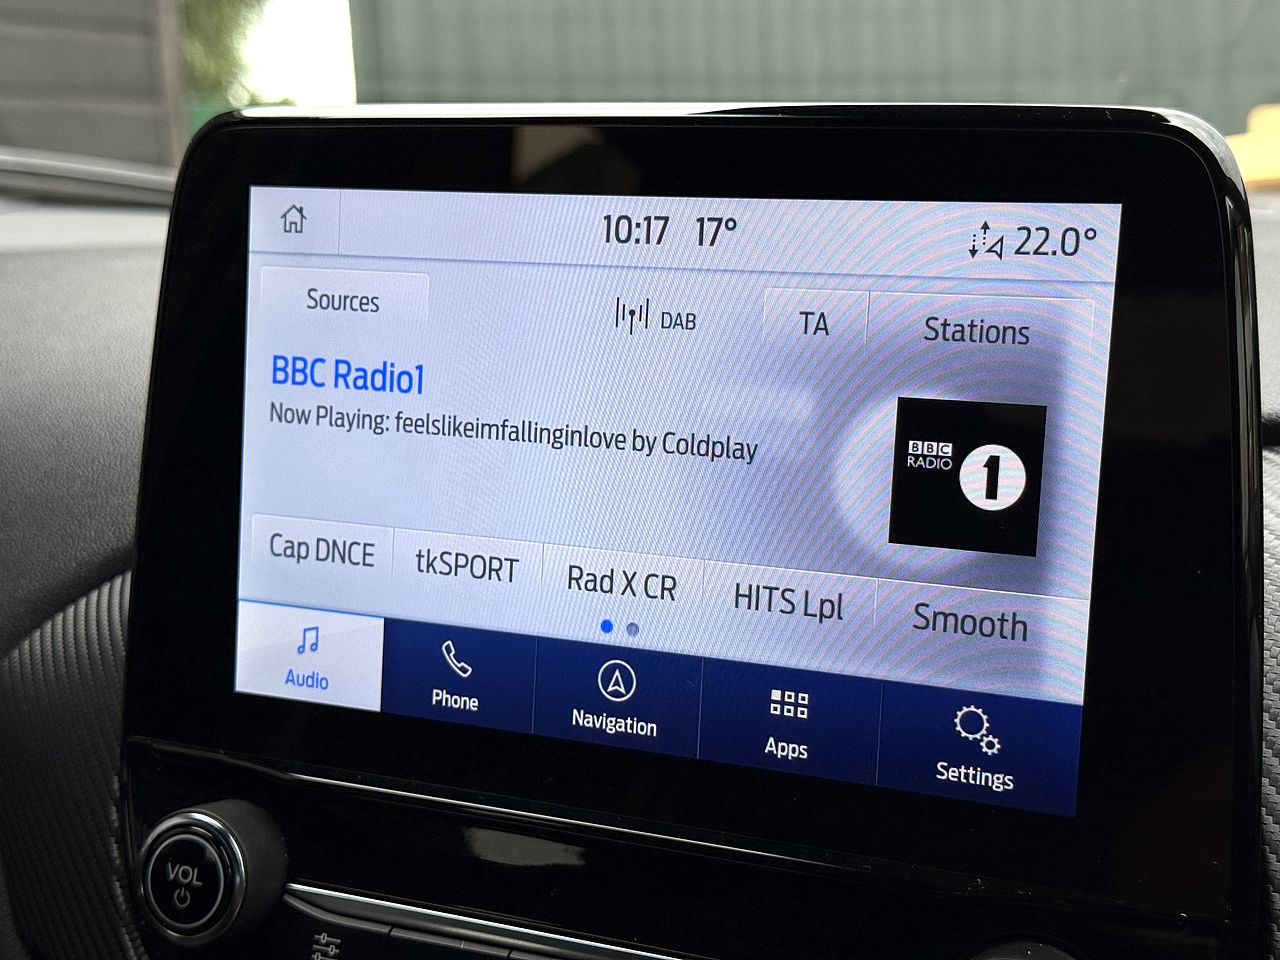 10:17 17° 22.0°
Sources DAB TA Stations
BBC Radio1
Now Playing: feelslikeimfallinginlove by Coldplay
BBC
RADIO 1
Cap DNCE tkSPORT Rad X CR HITS Lpl Smooth
Audio Phone Navigation Apps Settings
VOL